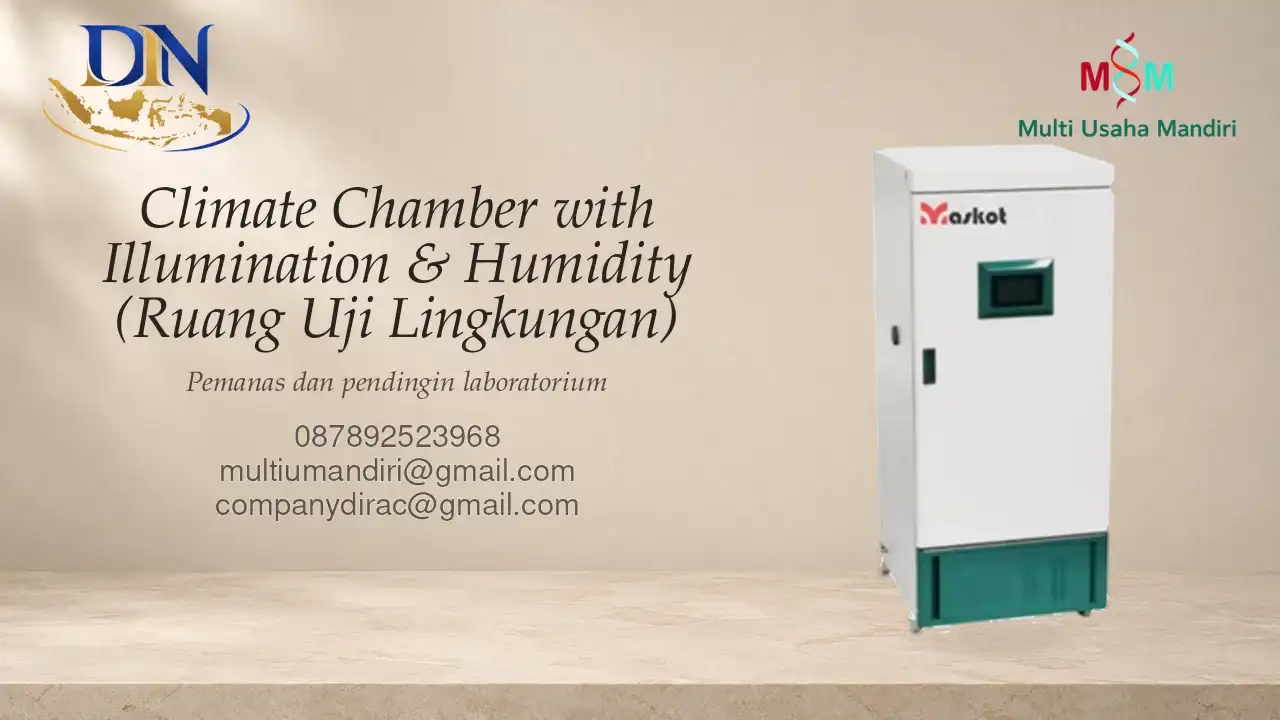 DIN
M M
Multi Usaha Mandiri
Maskot
Climate Chamber with
Illumination & Humidity
(Ruang Uji Lingkungan)
Pemanas dan pendingin laboratorium
087892523968
multiumandiri@gmail.com
companydirac@gmail.com